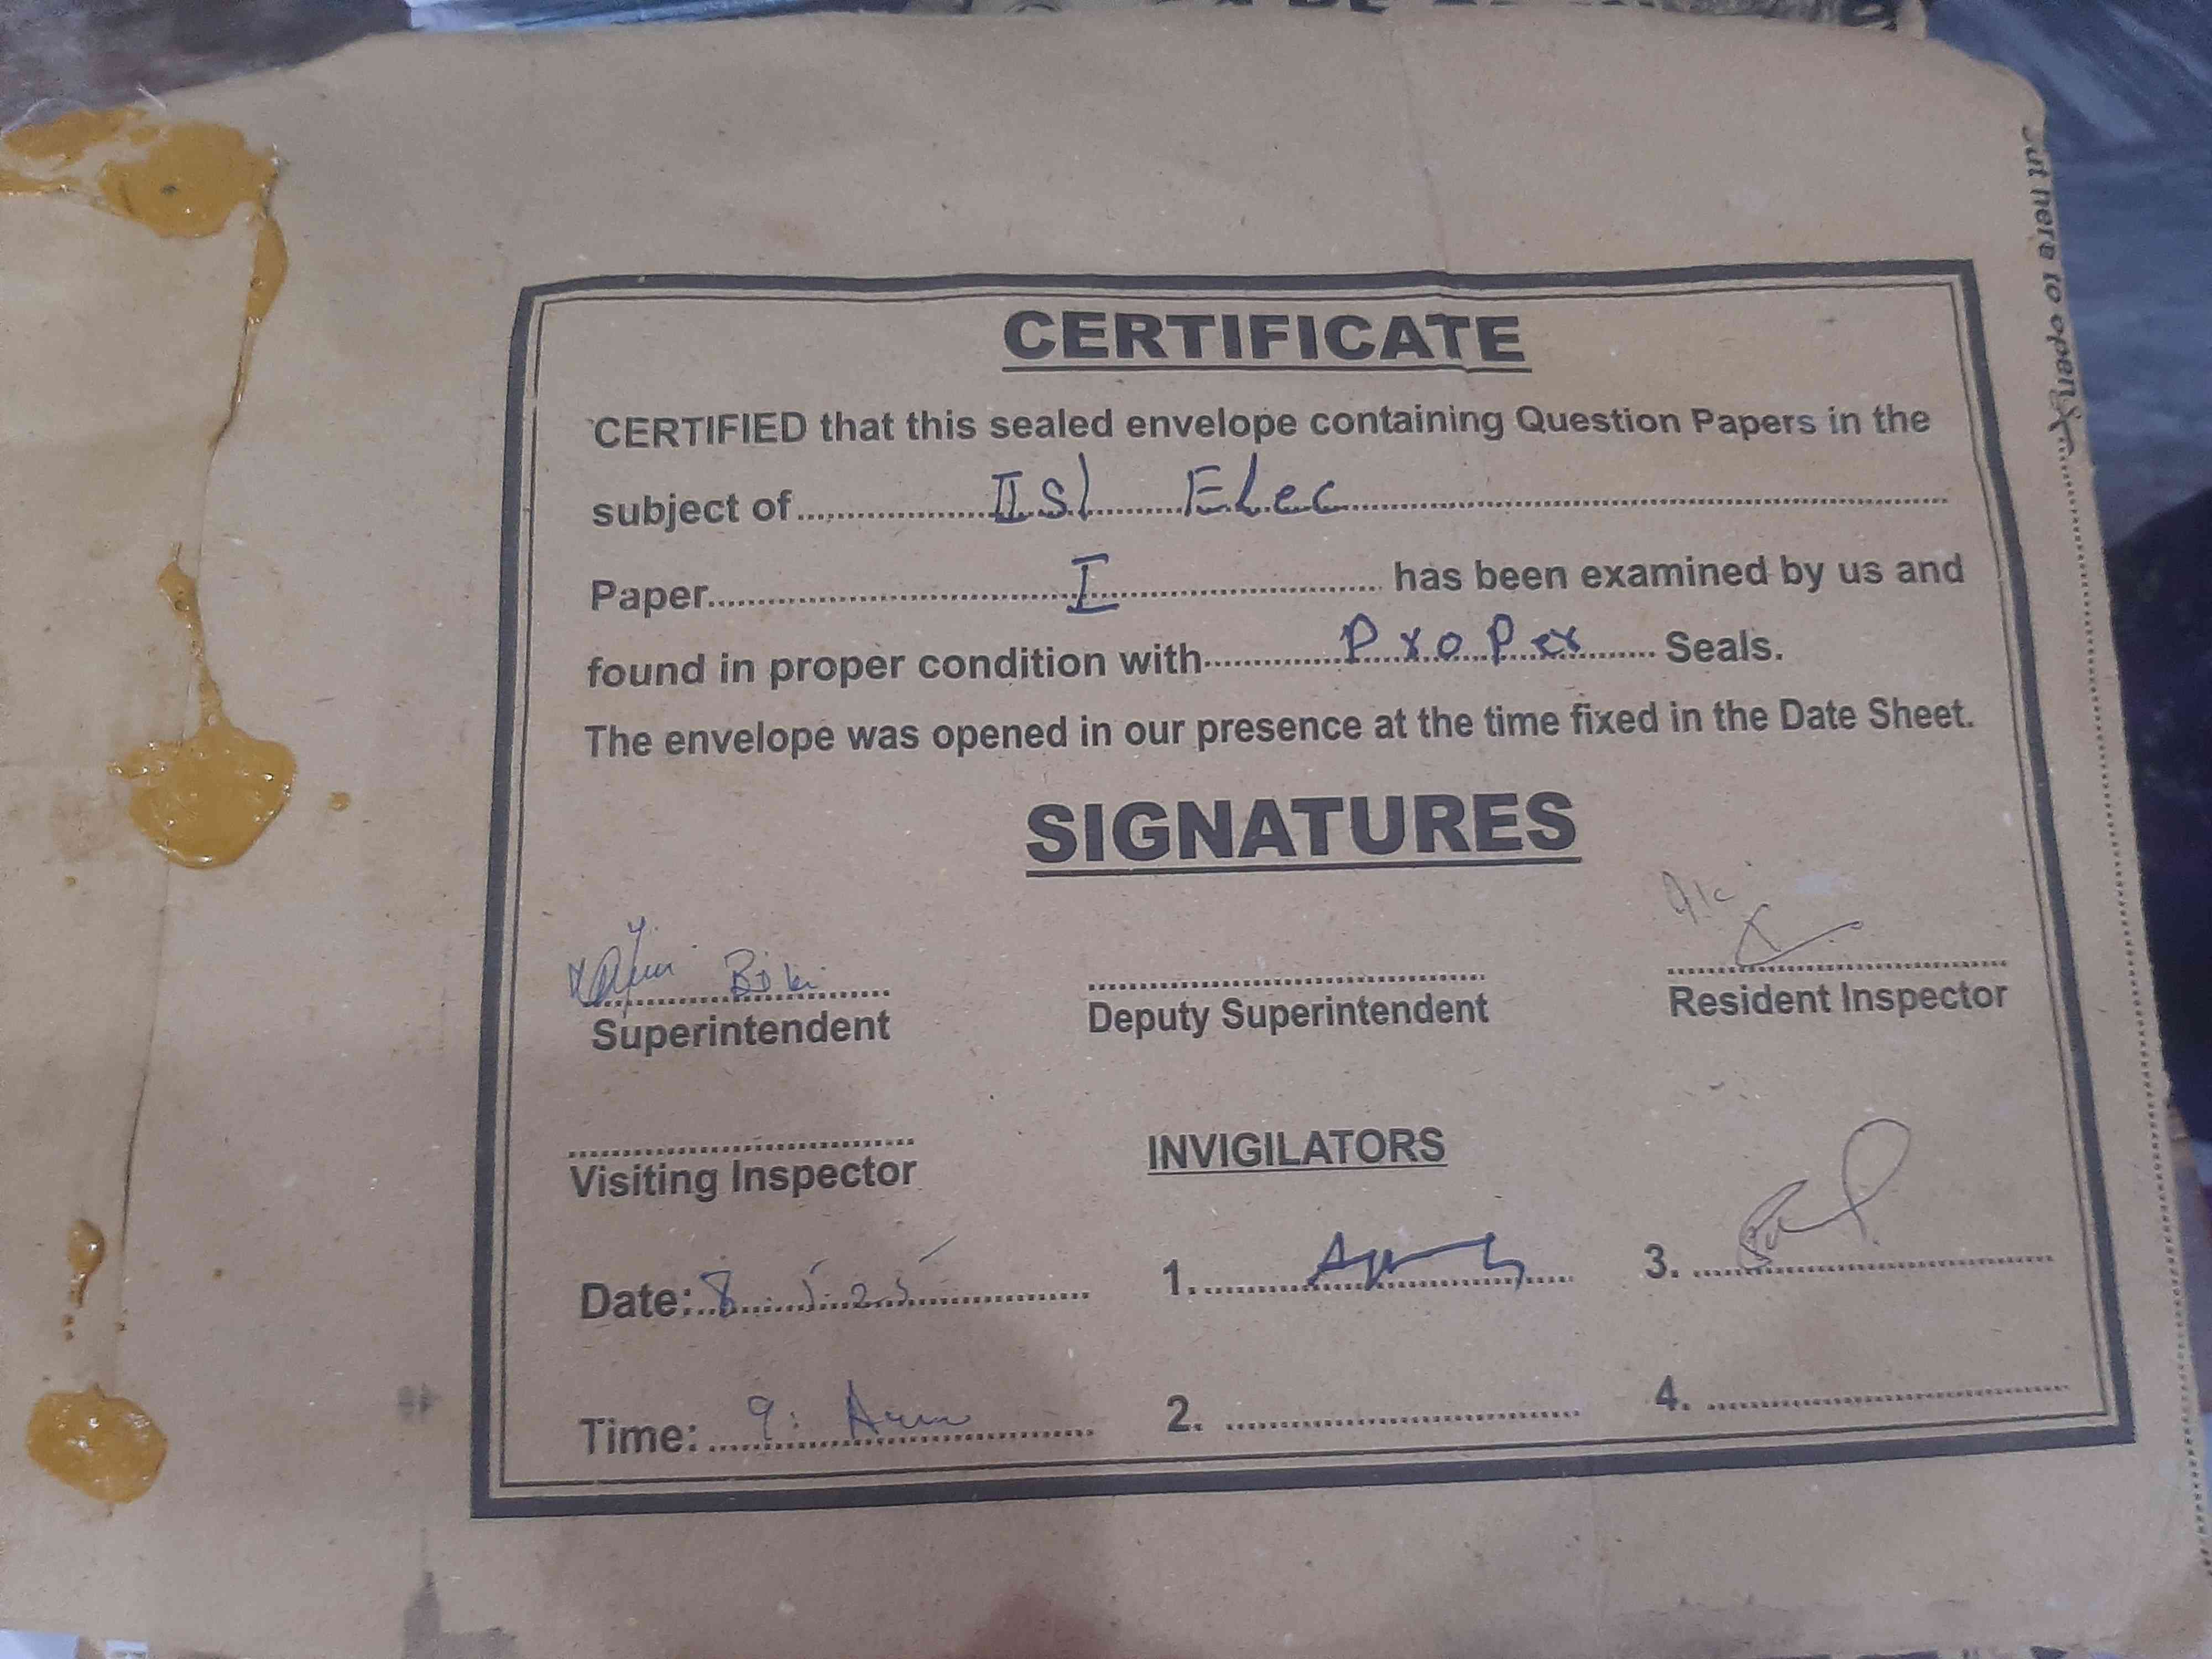 CERTIFICATE
CERTIFIED that this sealed envelope containing Question Papers in the
subject of IIsl Elec
Paper I has been examined by us and
found in proper condition with Proper Seals.
The envelope was opened in our presence at the time fixed in the Date Sheet.
SIGNATURES
Bibi
Superintendent Deputy Superintendent Resident Inspector
Visiting Inspector INVIGILATORS
Date: 8.5.25 1. 3.
Time: 9: Am 2. 4.
Cut here to open